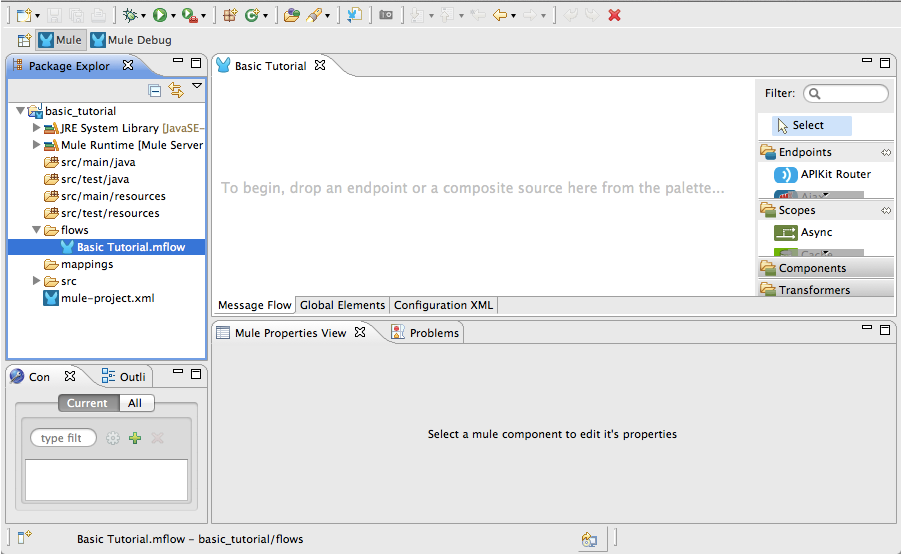 Mule
Mule Debug
Package Explor
basic_tutorial
JRE System Library [JavaSE-
Mule Runtime [Mule Server
src/main/java
src/test/java
src/main/resources
src/test/resources
flows
Basic Tutorial.mflow
mappings
src
mule-project.xml
Con
Outli
Current
All
type filt
Basic Tutorial
To begin, drop an endpoint or a composite source here from the palette...
Filter:
Select
Endpoints
APIKit Router
Ajax
Scopes
Async
Cache
Components
Transformers
Message Flow
Global Elements
Configuration XML
Mule Properties View
Problems
Select a mule component to edit it's properties
Basic Tutorial.mflow - basic_tutorial/flows